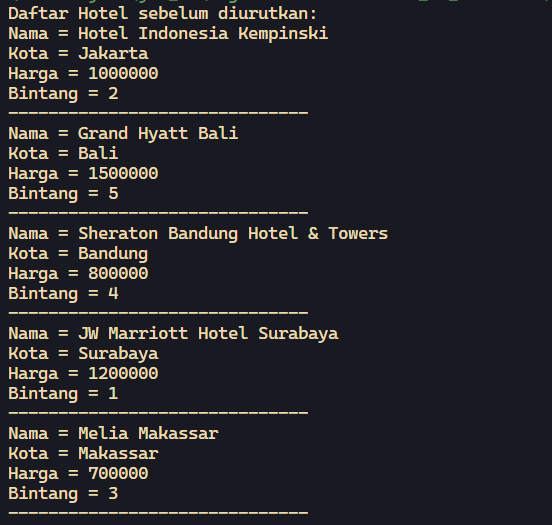 Daftar Hotel sebelum diurutkan:
Nama = Hotel Indonesia Kempinski
Kota = Jakarta
Harga = 1000000
Bintang = 2
------------------------------
Nama = Grand Hyatt Bali
Kota = Bali
Harga = 1500000
Bintang = 5
------------------------------
Nama = Sheraton Bandung Hotel & Towers
Kota = Bandung
Harga = 800000
Bintang = 4
------------------------------
Nama = JW Marriott Hotel Surabaya
Kota = Surabaya
Harga = 1200000
Bintang = 1
------------------------------
Nama = Melia Makassar
Kota = Makassar
Harga = 700000
Bintang = 3
------------------------------